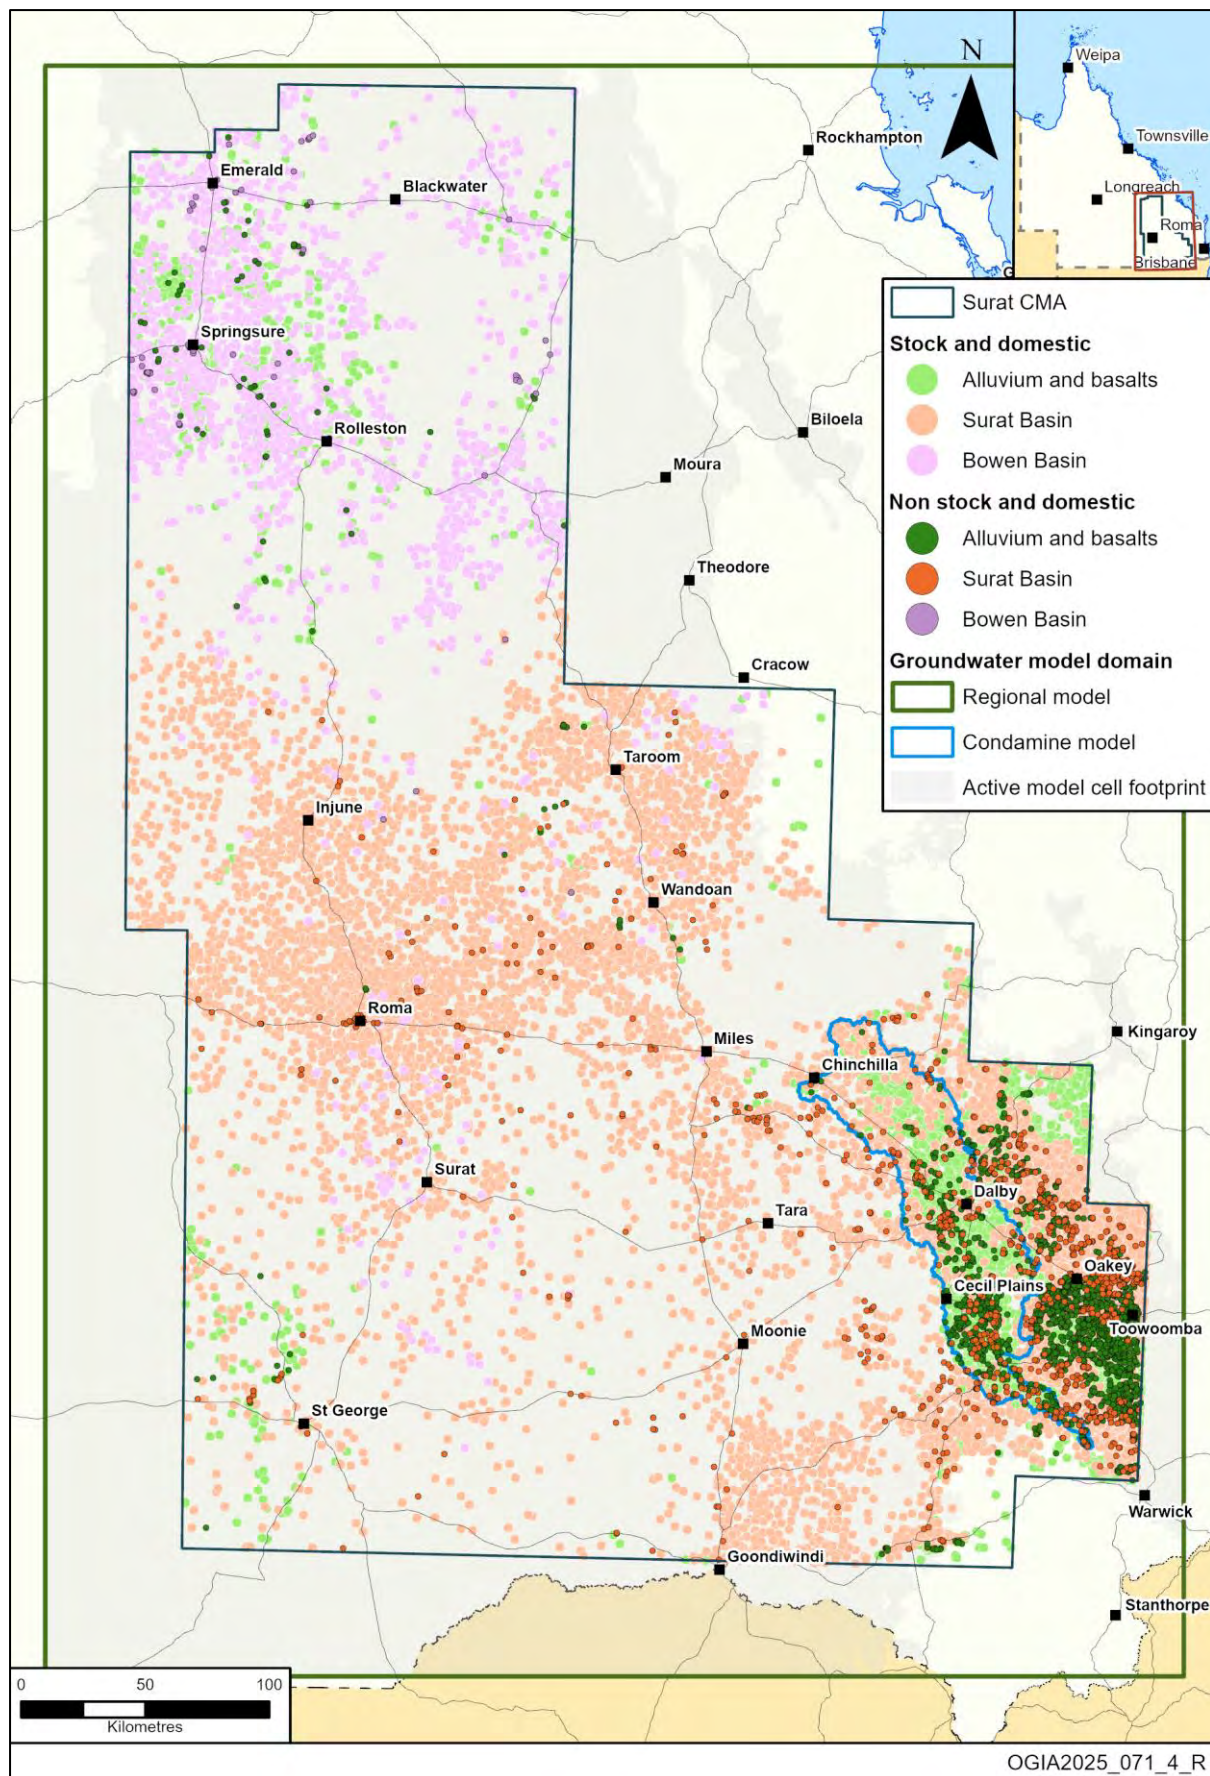 N
Weipa
Townsville
Longreach
Roma
Brisbane
Rockhampton
Emerald
Blackwater
G
Surat CMA
Stock and domestic
Alluvium and basalts
Surat Basin
Bowen Basin
Non stock and domestic
Alluvium and basalts
Surat Basin
Bowen Basin
Groundwater model domain
Regional model
Condamine model
Active model cell footprint
Springsure
Rolleston
Biloela
Moura
Theodore
Cracow
Taroom
Injune
Wandoan
Roma
Miles
Kingaroy
Chinchilla
Surat
Dalby
Tara
Oakey
Cecil Plains
Toowoomba
Moonie
St George
Warwick
Goondiwindi
Stanthorpe
0 50 100
Kilometres
OGIA2025_071_4_R